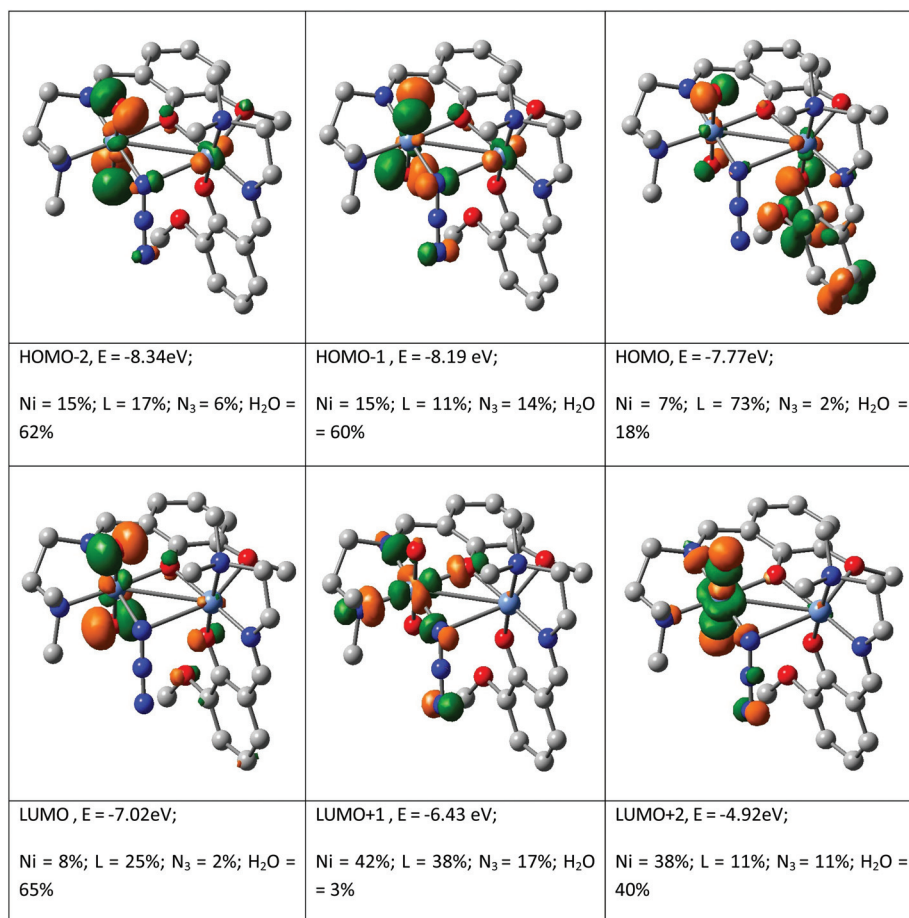 HOMO-2, E = -8.34eV;
Ni = 15%; L = 17%; N₃ = 6%; H₂O =
62%
HOMO-1 , E = -8.19 eV;
Ni = 15%; L = 11%; N₃ = 14%; H₂O
= 60%
HOMO, E = -7.77eV;
Ni = 7%; L = 73%; N₃ = 2%; H₂O =
18%
LUMO , E = -7.02eV;
Ni = 8%; L = 25%; N₃ = 2%; H₂O =
65%
LUMO+1 , E = -6.43 eV;
Ni = 42%; L = 38%; N₃ = 17%; H₂O
= 3%
LUMO+2, E = -4.92eV;
Ni = 38%; L = 11%; N₃ = 11%; H₂O =
40%